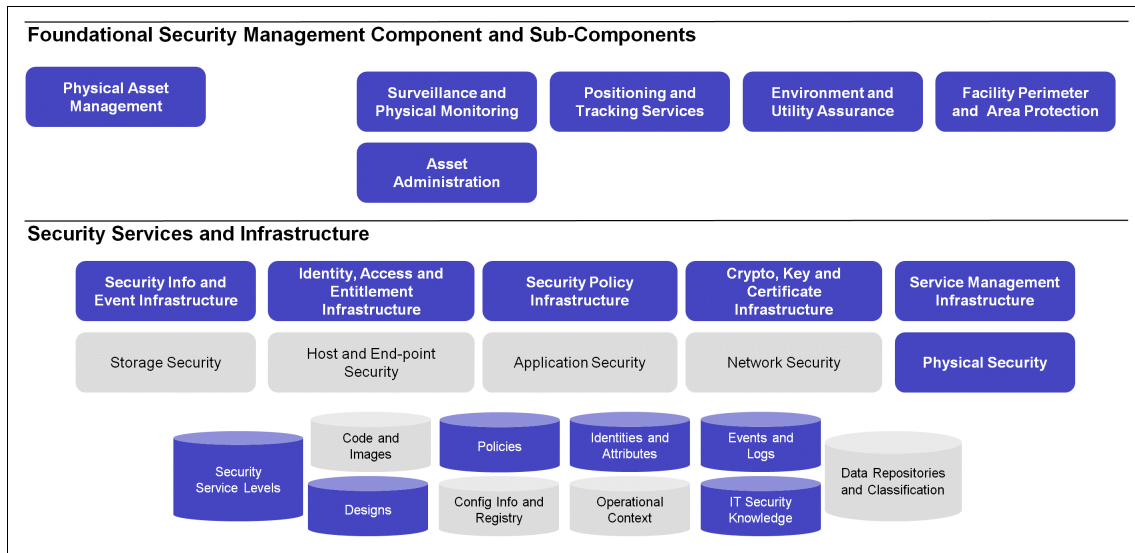 Foundational Security Management Component and Sub-Components
Physical Asset
Management
Surveillance and
Physical Monitoring
Positioning and
Tracking Services
Environment and
Utility Assurance
Facility Perimeter
and Area Protection
Asset
Administration
Security Services and Infrastructure
Security Info and
Event Infrastructure
Identity, Access and
Entitlement
Infrastructure
Security Policy
Infrastructure
Crypto, Key and
Certificate
Infrastructure
Service Management
Infrastructure
Storage Security
Host and End-point
Security
Application Security
Network Security
Physical Security
Security
Service Levels
Code and
Images
Policies
Identities and
Attributes
Events and
Logs
Data Repositories
and Classification
Designs
Config Info and
Registry
Operational
Context
IT Security
Knowledge